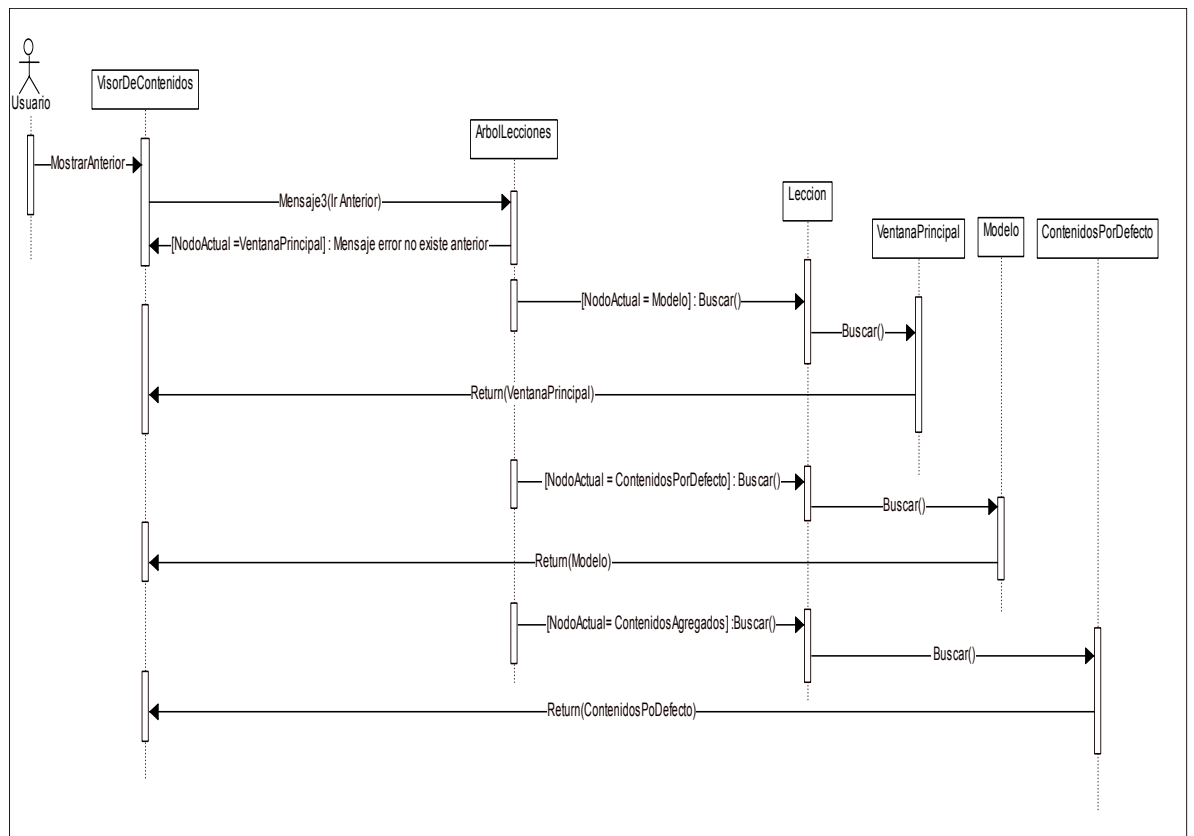 Usuario
VisorDeContenidos
ArbolLecciones
Leccion
VentanaPrincipal
Modelo
ContenidosPorDefecto
MostrarAnterior
Mensaje3(Ir Anterior)
[NodoActual =VentanaPrincipal] : Mensaje error no existe anterior
[NodoActual = Modelo] : Buscar()
Buscar()
Return(VentanaPrincipal)
[NodoActual = ContenidosPorDefecto] : Buscar()
Buscar()
Return(Modelo)
[NodoActual= ContenidosAgregados] :Buscar()
Buscar()
Return(ContenidosPoDefecto)